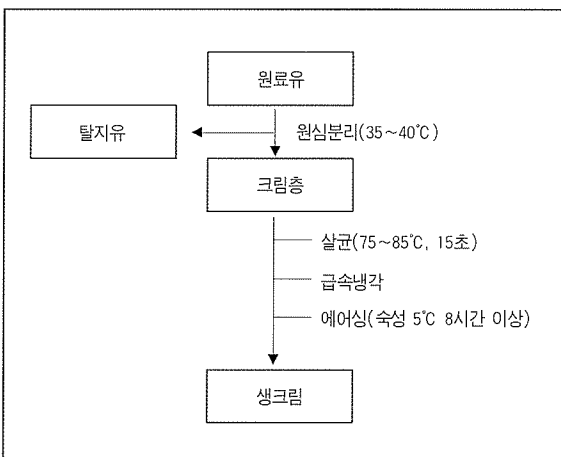 원료유
탈지유
원심분리(35~40℃)
크림층
살균(75~85℃, 15초)
급속냉각
에어싱(숙성 5℃ 8시간 이상)
생크림